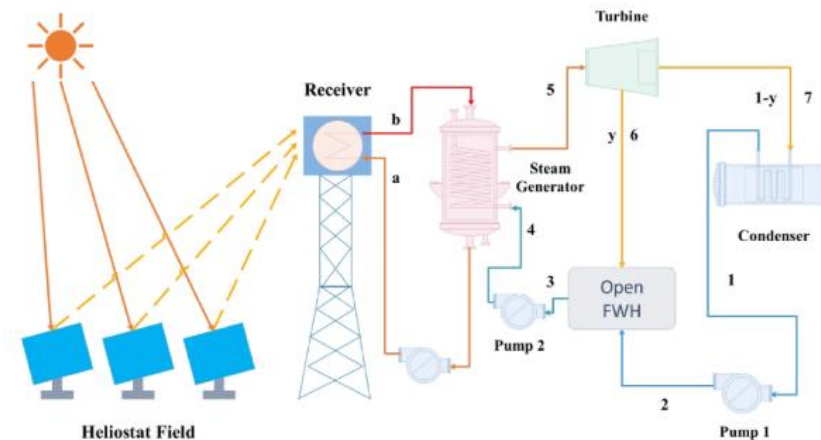 Turbine
Receiver
5
1-y
7
b
y
6
Steam
Generator
a
Condenser
4
1
3
Open
FWH
Pump 2
2
Heliostat Field
Pump 1